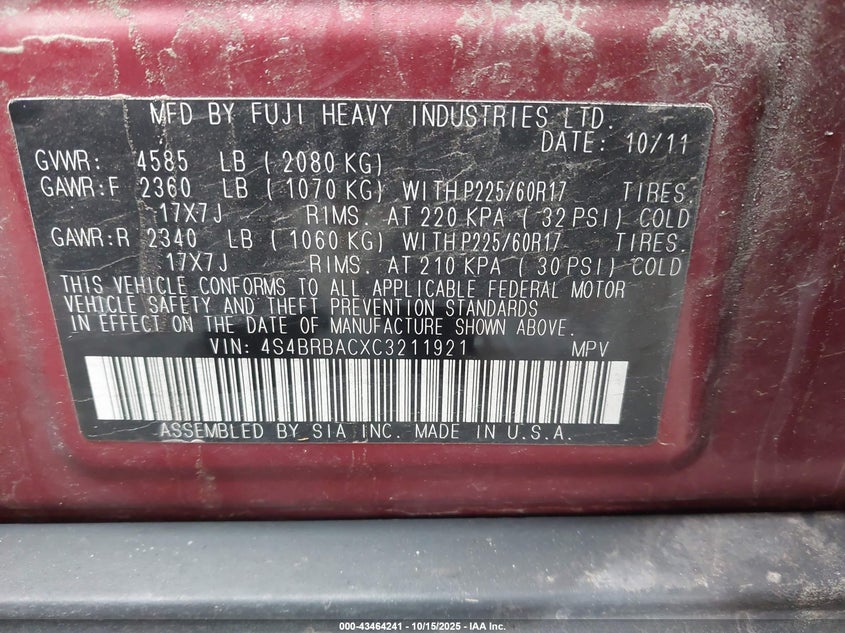 MFD BY FUJI HEAVY INDUSTRIES LTD.
DATE: 10/11
GVWR: 4585 LB ( 2080 KG)
GAWR:F 2360 LB ( 1070 KG) WITH P225/60R17 TIRES.
17X7J RIMS. AT 220 KPA ( 32 PSI) COLD
GAWR:R 2340 LB ( 1060 KG) WITH P225/60R17 TIRES.
17X7J RIMS. AT 210 KPA ( 30 PSI) COLD
THIS VEHICLE CONFORMS TO ALL APPLICABLE FEDERAL MOTOR
VEHICLE SAFETY AND THEFT PREVENTION STANDARDS
IN EFFECT ON THE DATE OF MANUFACTURE SHOWN ABOVE.
VIN: 4S4BRBACXC3211921 MPV
ASSEMBLED BY SIA INC. MADE IN U.S.A.
000-43464241 - 10/15/2025 - IAA Inc.